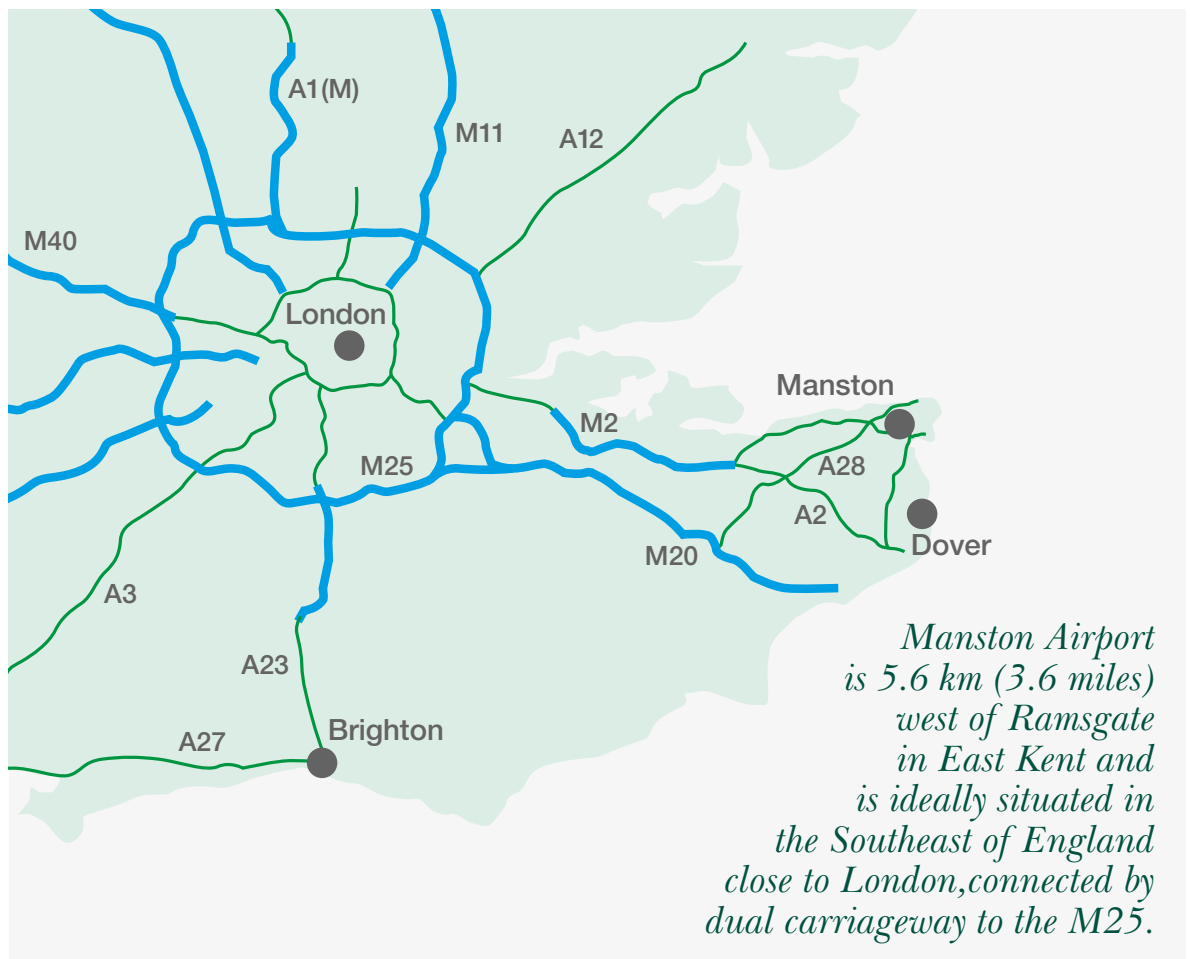 A1(M)
M11
A12
M40
London
Manston
M2
M25
A28
A2
M20
Dover
A3
A23
Brighton
A27
Manston Airport
is 5.6 km (3.6 miles)
west of Ramsgate
in East Kent and
is ideally situated in
the Southeast of England
close to London,connected by
dual carriageway to the M25.